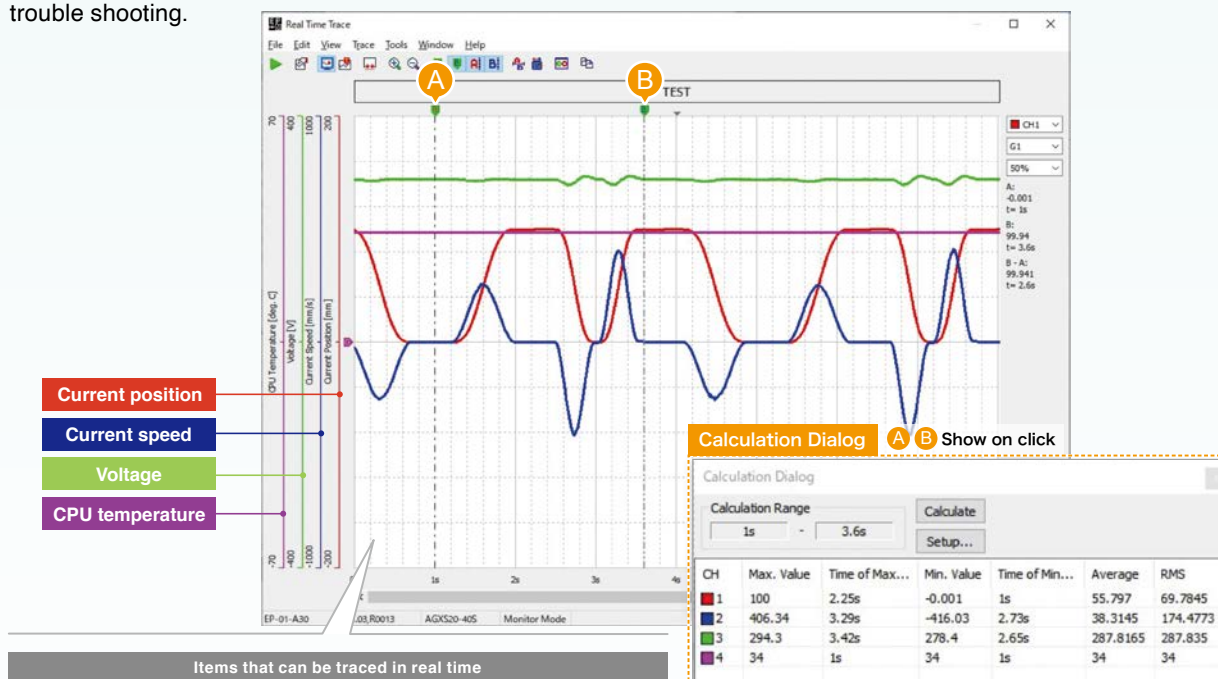 trouble shooting.
Real Time Trace
File Edit View Trace Tools Window Help
A B
TEST
70 400 1000 200
CPU Temperature [deg. C]
Voltage [V]
Current Speed [mm/s]
Current Position [mm]
-70 -400 -1000 -200
CH1
G1
50%
A:
-0.001
t= 1s
B:
99.94
t= 3.6s
B - A:
99.941
t= 2.6s
Current position
Current speed
Voltage
CPU temperature
1s 2s 3s 4s
EP-01-A30 .03,R0013 AGXS20-40S Monitor Mode
Items that can be traced in real time
Calculation Dialog A B Show on click
Calculation Dialog
Calculation Range
1s - 3.6s
Calculate
Setup...
CH Max. Value Time of Max... Min. Value Time of Min... Average RMS
1 100 2.25s -0.001 1s 55.797 69.7845
2 406.34 3.29s -416.03 2.73s 38.3145 174.4773
3 294.3 3.42s 278.4 2.65s 287.8165 287.835
4 34 1s 34 1s 34 34